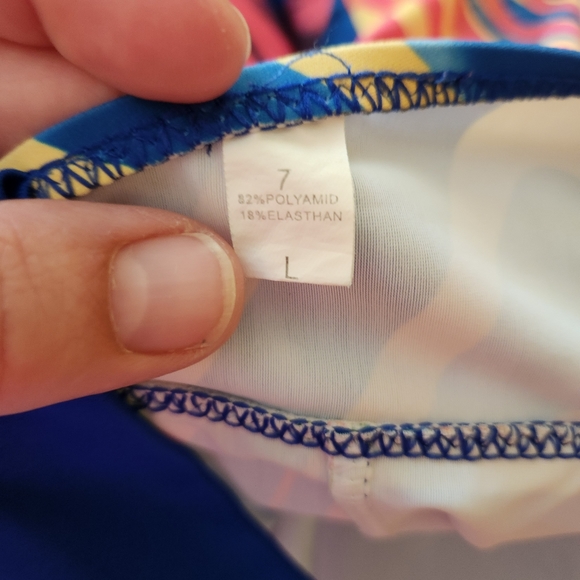 7
82%POLYAMID
18%ELASTHAN
L